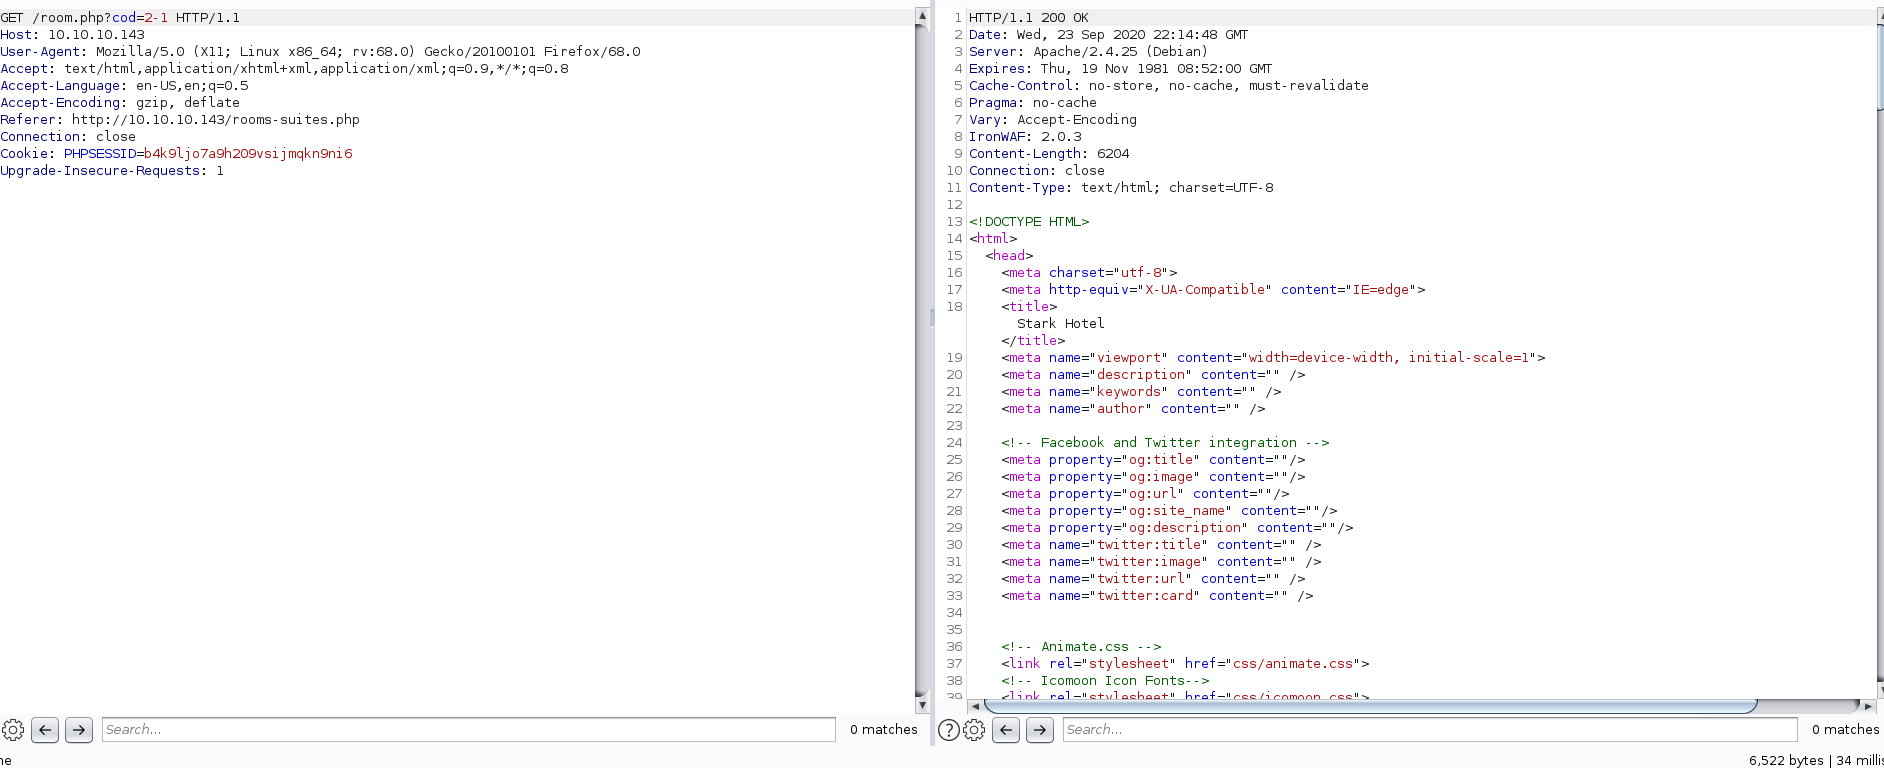 GET /room.php?cod=2-1 HTTP/1.1
Host: 10.10.10.143
User-Agent: Mozilla/5.0 (X11; Linux x86_64; rv:68.0) Gecko/20100101 Firefox/68.0
Accept: text/html,application/xhtml+xml,application/xml;q=0.9,*/*;q=0.8
Accept-Language: en-US,en;q=0.5
Accept-Encoding: gzip, deflate
Referer: http://10.10.10.143/rooms-suites.php
Connection: close
Cookie: PHPSESSID=b4k9ljo7a9h209vsijmqkn9ni6
Upgrade-Insecure-Requests: 1
Search...
0 matches
1 HTTP/1.1 200 OK
2 Date: Wed, 23 Sep 2020 22:14:48 GMT
3 Server: Apache/2.4.25 (Debian)
4 Expires: Thu, 19 Nov 1981 08:52:00 GMT
5 Cache-Control: no-store, no-cache, must-revalidate
6 Pragma: no-cache
7 Vary: Accept-Encoding
8 IronWAF: 2.0.3
9 Content-Length: 6204
10 Connection: close
11 Content-Type: text/html; charset=UTF-8
12
13 <!DOCTYPE HTML>
14 <html>
15 <head>
16 <meta charset="utf-8">
17 <meta http-equiv="X-UA-Compatible" content="IE=edge">
18 <title>
Stark Hotel
</title>
19 <meta name="viewport" content="width=device-width, initial-scale=1">
20 <meta name="description" content="" />
21 <meta name="keywords" content="" />
22 <meta name="author" content="" />
23
24 <!-- Facebook and Twitter integration -->
25 <meta property="og:title" content=""/>
26 <meta property="og:image" content=""/>
27 <meta property="og:url" content=""/>
28 <meta property="og:site_name" content=""/>
29 <meta property="og:description" content=""/>
30 <meta name="twitter:title" content="" />
31 <meta name="twitter:image" content="" />
32 <meta name="twitter:url" content="" />
33 <meta name="twitter:card" content="" />
34
35
36 <!-- Animate.css -->
37 <link rel="stylesheet" href="css/animate.css">
38 <!-- Icomoon Icon Fonts-->
39 <link rel="stylesheet" href="css/icomoon.css">
?
Search...
0 matches
6,522 bytes | 34